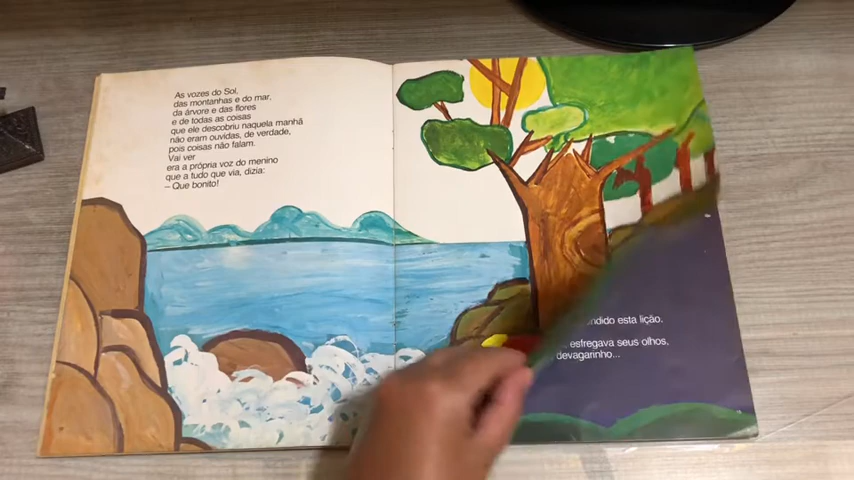 As vozes do Sol,
das montanhas e do mar,
da árvore e das flores
e de todas as coisas
que ele descobriu naquela manhã
não eram ouvidas, de verdade,
pois coisas não falam.
Vai ver
era a própria voz do menino
que a tudo que via, dizia:
– Que bonito!
esta lição.
esfregava seus olhos,
devagarinho...